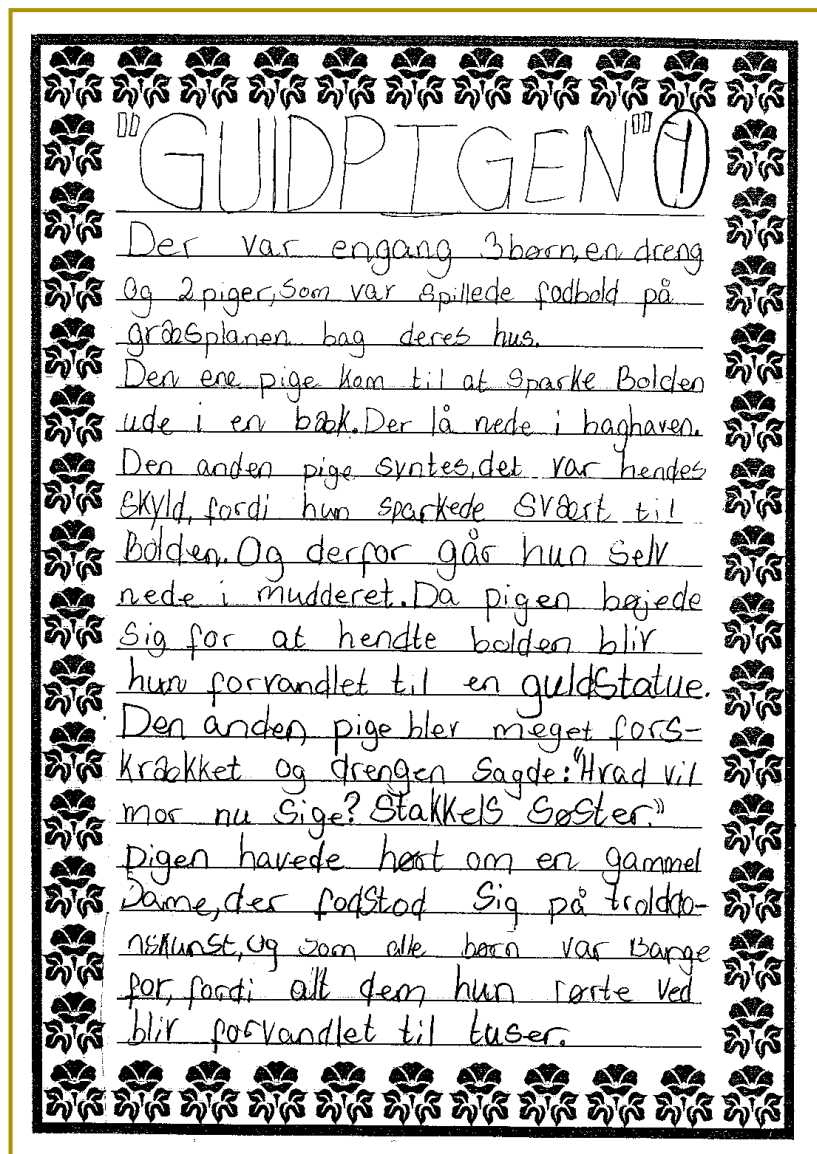 "GUIDPIGEN" 1
Der var engang 3 børn, en dreng
og 2 piger, som var spillede fodbold på
græsplanen bag deres hus.
Den ene pige kom til at sparke Bolden
ude i en bæk. Der lå nede i baghaven.
Den anden pige syntes, det var hendes
skyld, fordi hun sparkede svært til
Bolden. Og derfor går hun selv
nede i mudderet. Da pigen bøjede
sig for at hendte bolden blir
hun forvandlet til en guldstatue.
Den anden pige blev meget fors-
krækket og drengen sagde: "Hvad vil
mor nu sige? Stakkels søster."
pigen havede hørt om en gammel
Dame, der fodstod sig på trolddo-
nskunst, og som alle børn var Bange
for, fordi alt dem hun rørte ved
blir forvandlet til tuser.